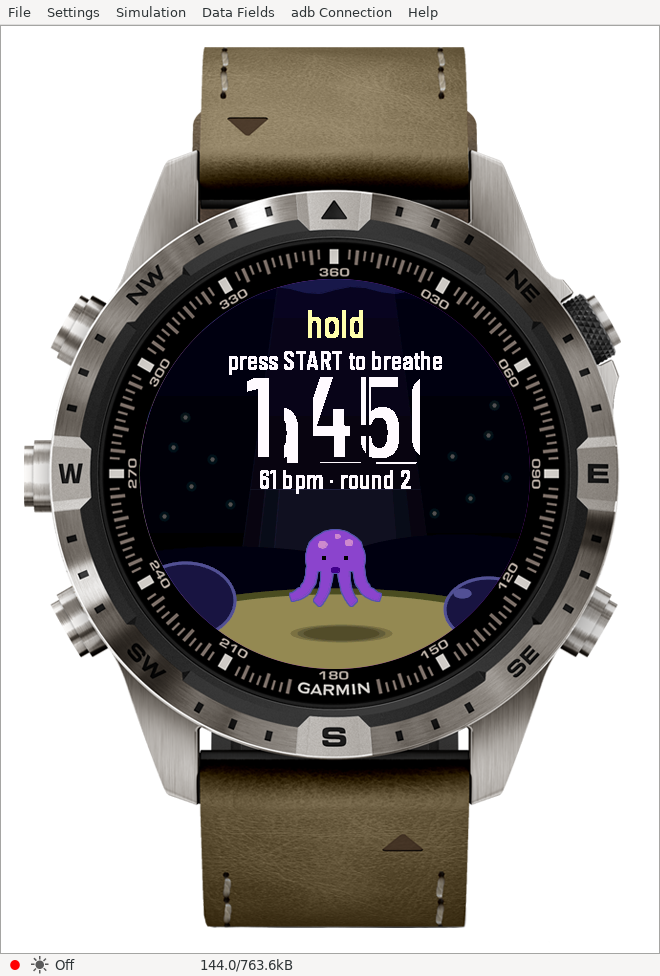 File Settings Simulation Data Fields adb Connection Help
360
330 030
NW NE
300 060
hold
press START to breathe
61 bpm · round 2
W 270 090 E
240 120
210 150
180
GARMIN
SW SE
S
Off 144.0/763.6kB